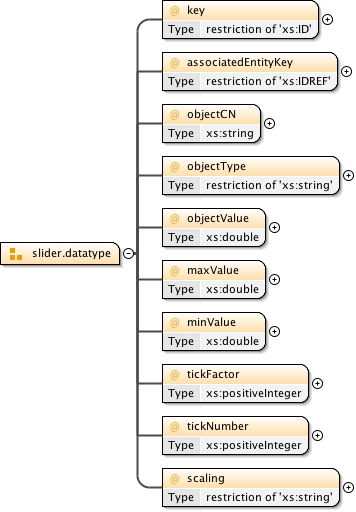 @ key
Type restriction of 'xs:ID'
@ associatedEntityKey
Type restriction of 'xs:IDREF'
@ objectCN
Type xs:string
@ objectType
Type restriction of 'xs:string'
@ objectValue
Type xs:double
slider.datatype
@ maxValue
Type xs:double
@ minValue
Type xs:double
@ tickFactor
Type xs:positiveInteger
@ tickNumber
Type xs:positiveInteger
@ scaling
Type restriction of 'xs:string'